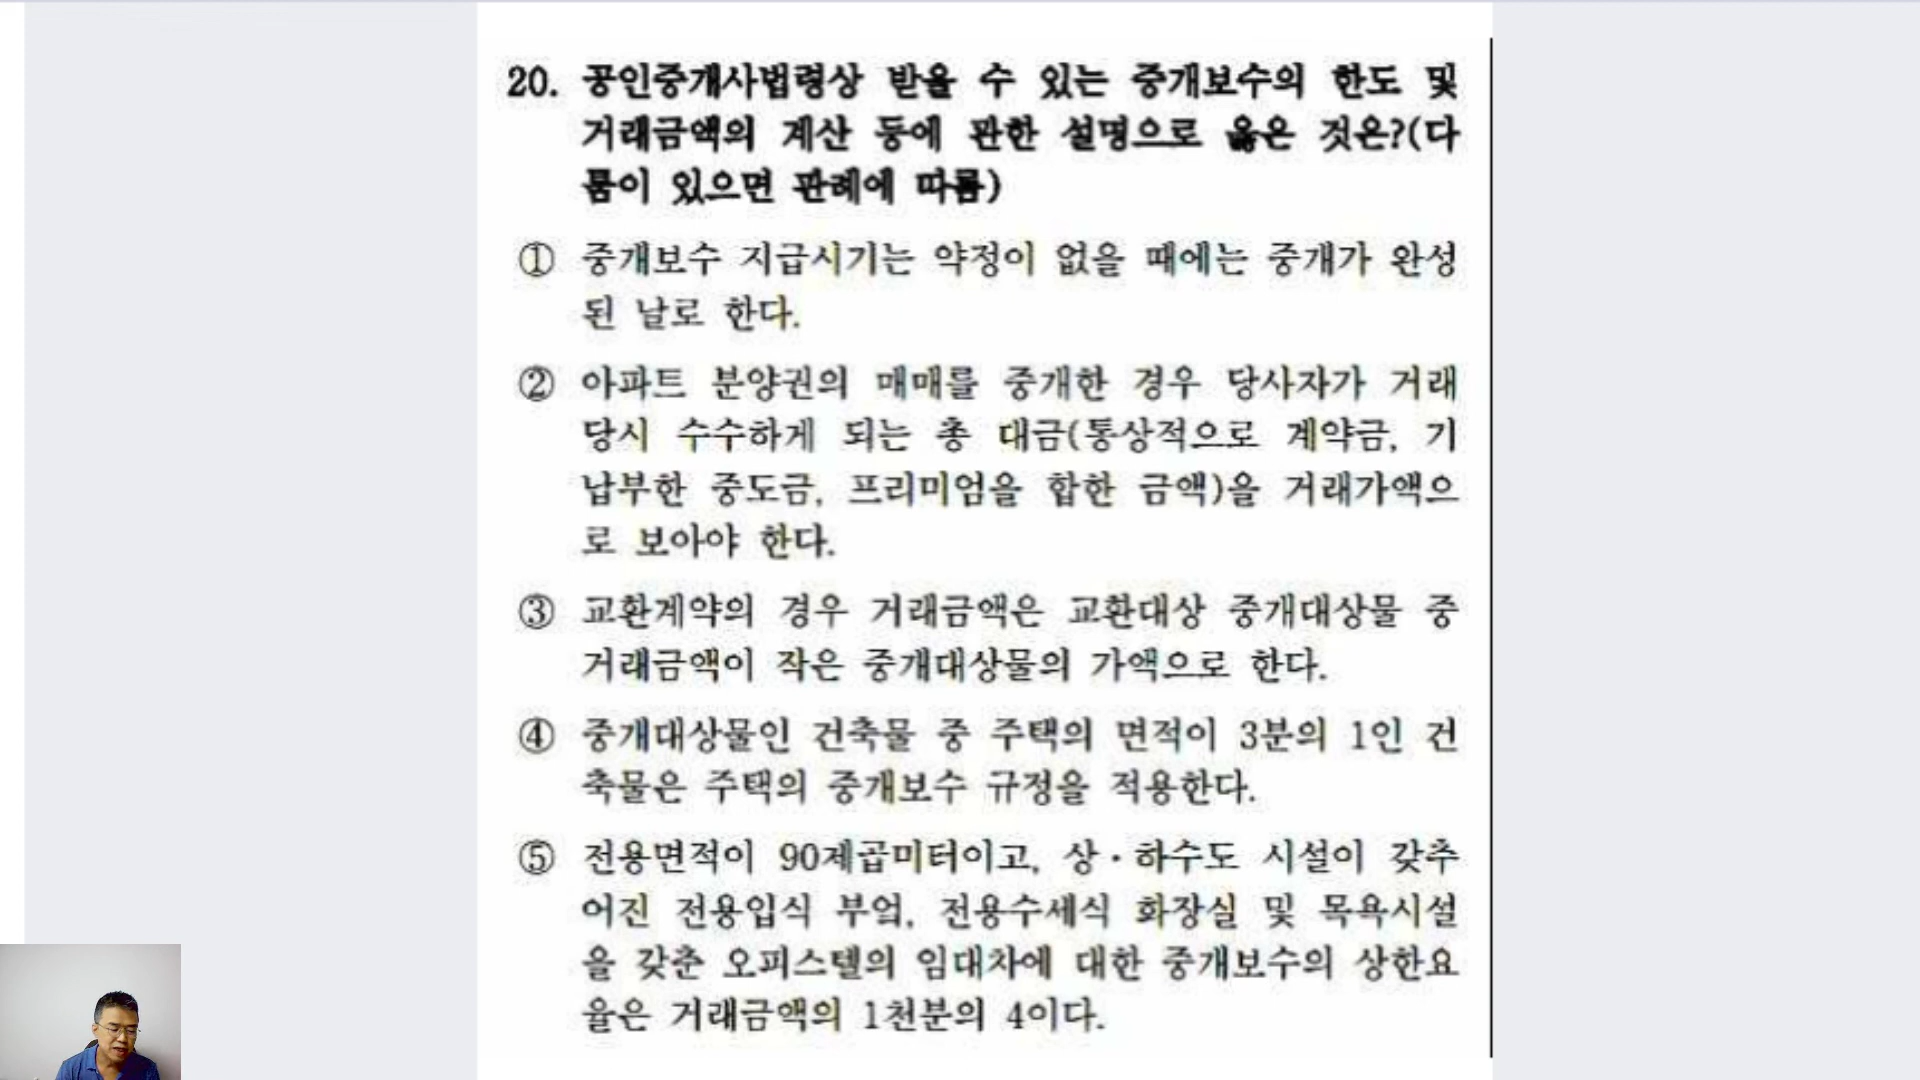 20. 공인중개사법령상 받을 수 있는 중개보수의 한도 및
거래금액의 계산 등에 관한 설명으로 옳은 것은?(다
툼이 있으면 판례에 따름)
① 중개보수 지급시기는 약정이 없을 때에는 중개가 완성
된 날로 한다.
② 아파트 분양권의 매매를 중개한 경우 당사자가 거래
당시 수수하게 되는 총 대금(통상적으로 계약금, 기
납부한 중도금, 프리미엄을 합한 금액)을 거래가액으
로 보아야 한다.
③ 교환계약의 경우 거래금액은 교환대상 중개대상물 중
거래금액이 작은 중개대상물의 가액으로 한다.
④ 중개대상물인 건축물 중 주택의 면적이 3분의 1인 건
축물은 주택의 중개보수 규정을 적용한다.
⑤ 전용면적이 90제곱미터이고, 상·하수도 시설이 갖추
어진 전용입식 부엌, 전용수세식 화장실 및 목욕시설
을 갖춘 오피스텔의 임대차에 대한 중개보수의 상한요
율은 거래금액의 1천분의 4이다.